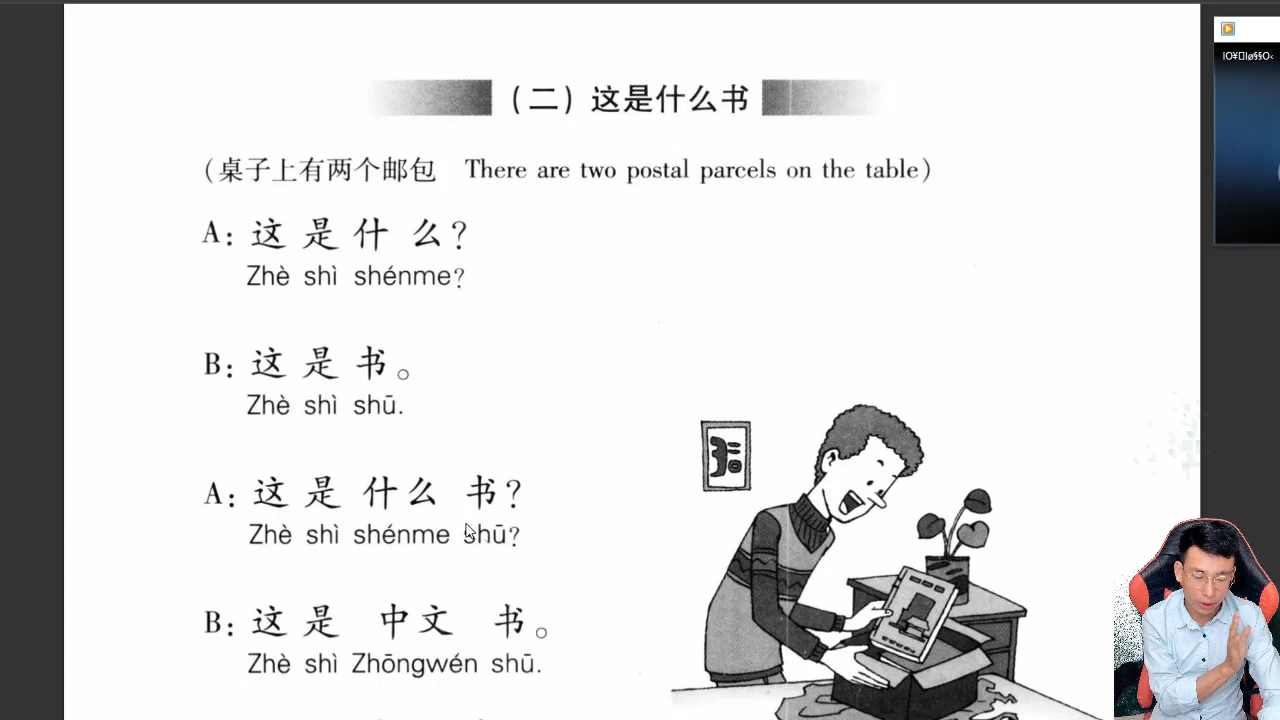 （二）这是什么书
（桌子上有两个邮包 There are two postal parcels on the table）
A：这 是 什 么？
Zhè shì shénme?
B：这 是 书。
Zhè shì shū.
A：这 是 什么 书？
Zhè shì shénme shū?
B：这 是 中文 书。
Zhè shì Zhōngwén shū.